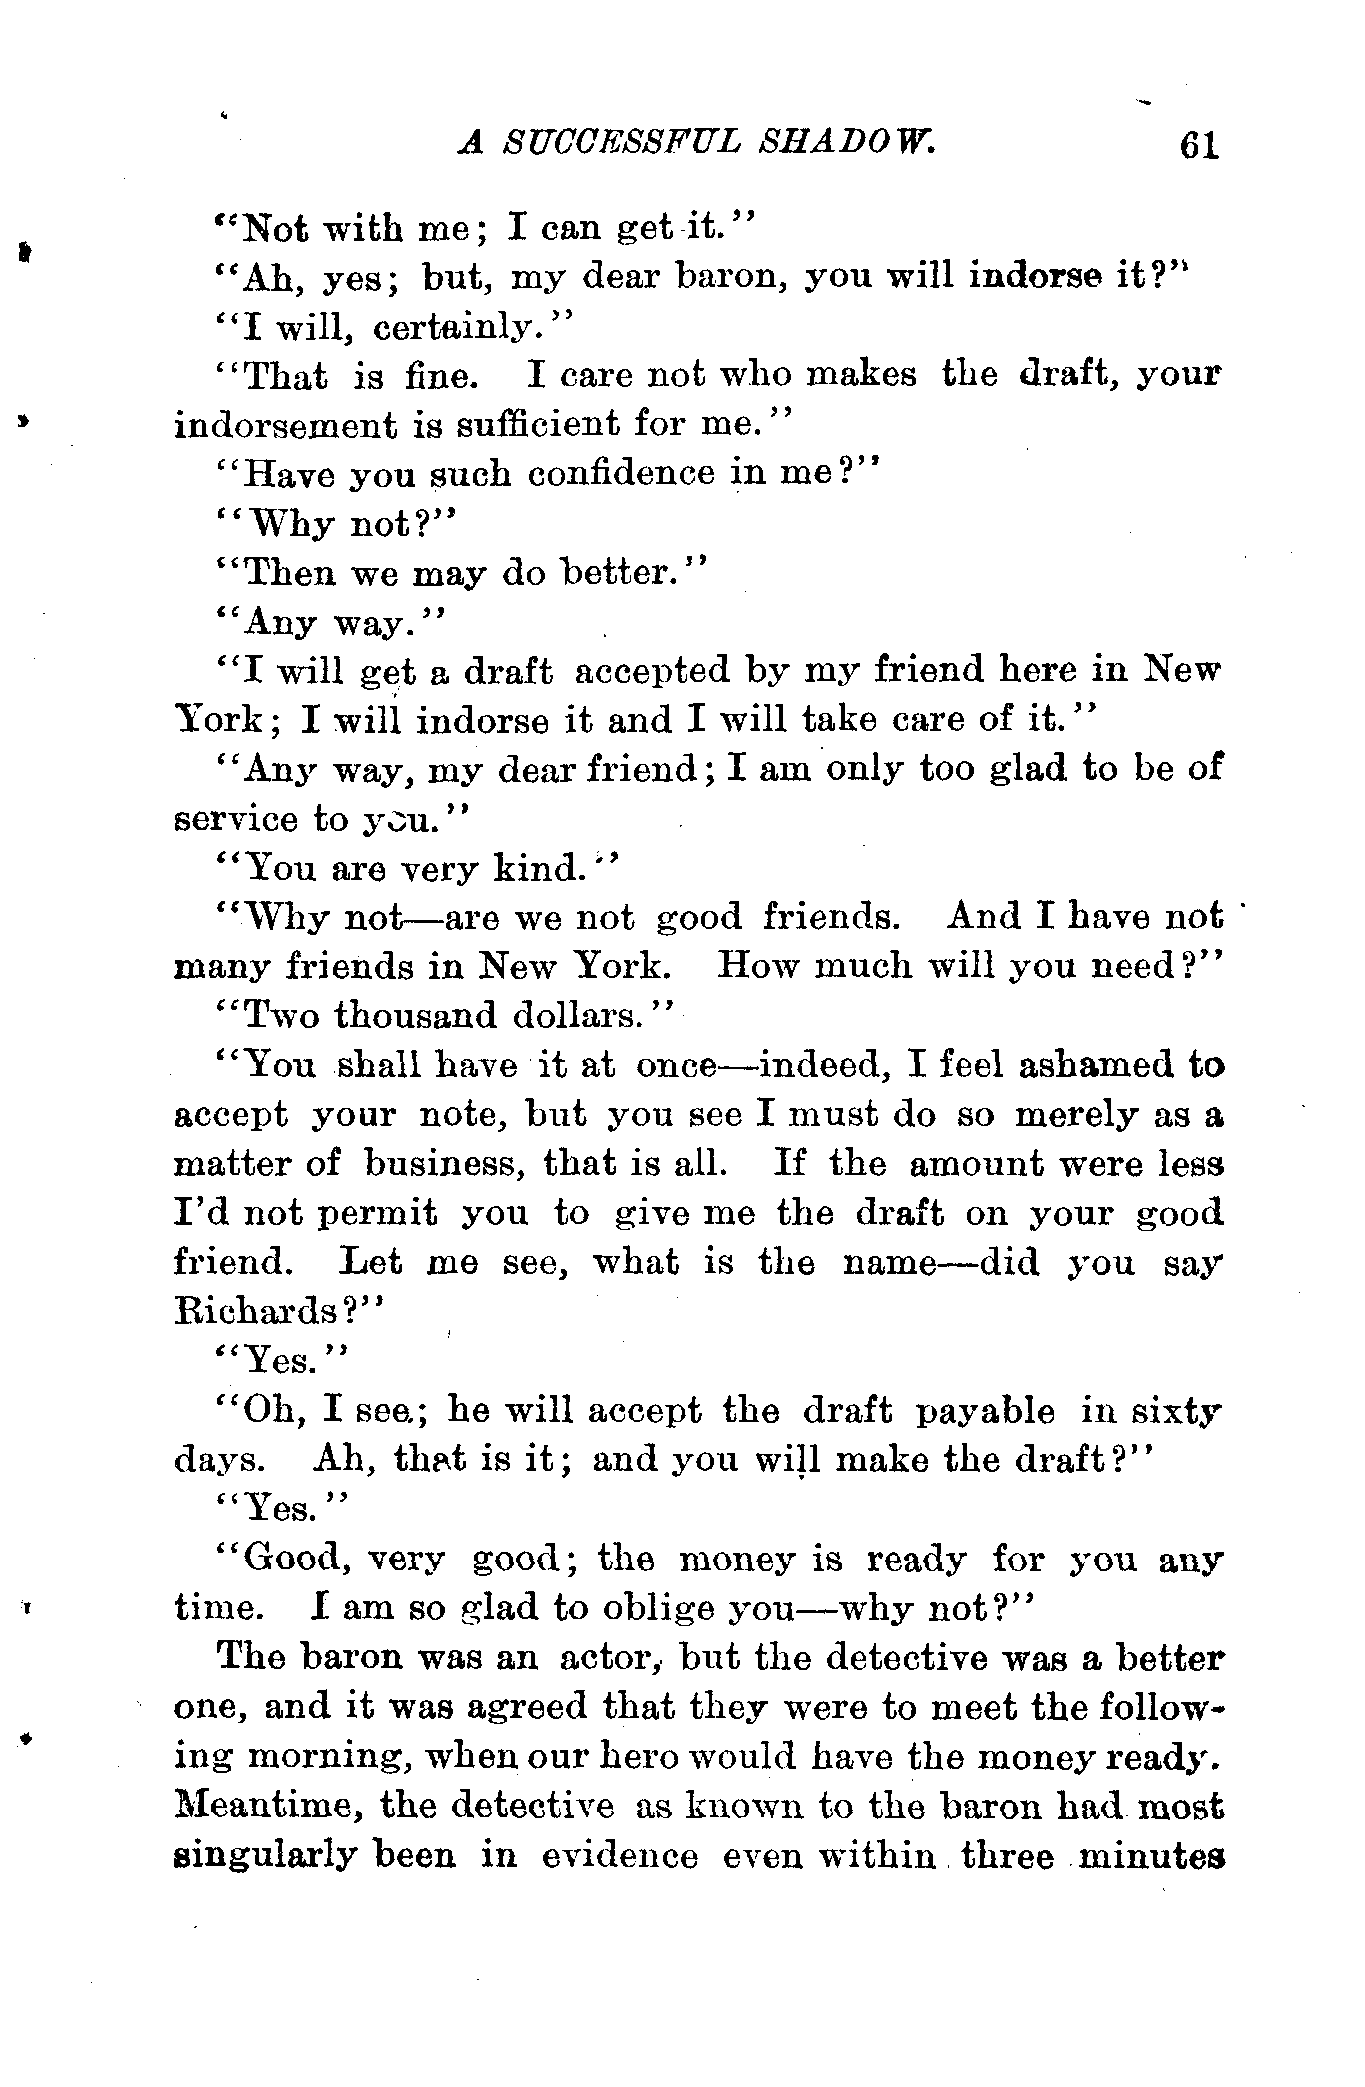 A SUCCESSFUL SHADOW. 61
"Not with me; I can get it."
"Ah, yes; but, my dear baron, you will indorse it?"
"I will, certainly."
"That is fine. I care not who makes the draft, your
indorsement is sufficient for me."
"Have you such confidence in me?"
"Why not?"
"Then we may do better."
"Any way."
"I will get a draft accepted by my friend here in New
York; I will indorse it and I will take care of it."
"Any way, my dear friend; I am only too glad to be of
service to you."
"You are very kind."
"Why not—are we not good friends. And I have not
many friends in New York. How much will you need?"
"Two thousand dollars."
"You shall have it at once—indeed, I feel ashamed to
accept your note, but you see I must do so merely as a
matter of business, that is all. If the amount were less
I'd not permit you to give me the draft on your good
friend. Let me see, what is the name—did you say
Richards?"
"Yes."
"Oh, I see; he will accept the draft payable in sixty
days. Ah, that is it; and you will make the draft?"
"Yes."
"Good, very good; the money is ready for you any
time. I am so glad to oblige you—why not?"
The baron was an actor, but the detective was a better
one, and it was agreed that they were to meet the follow-
ing morning, when our hero would have the money ready.
Meantime, the detective as known to the baron had most
singularly been in evidence even within three minutes